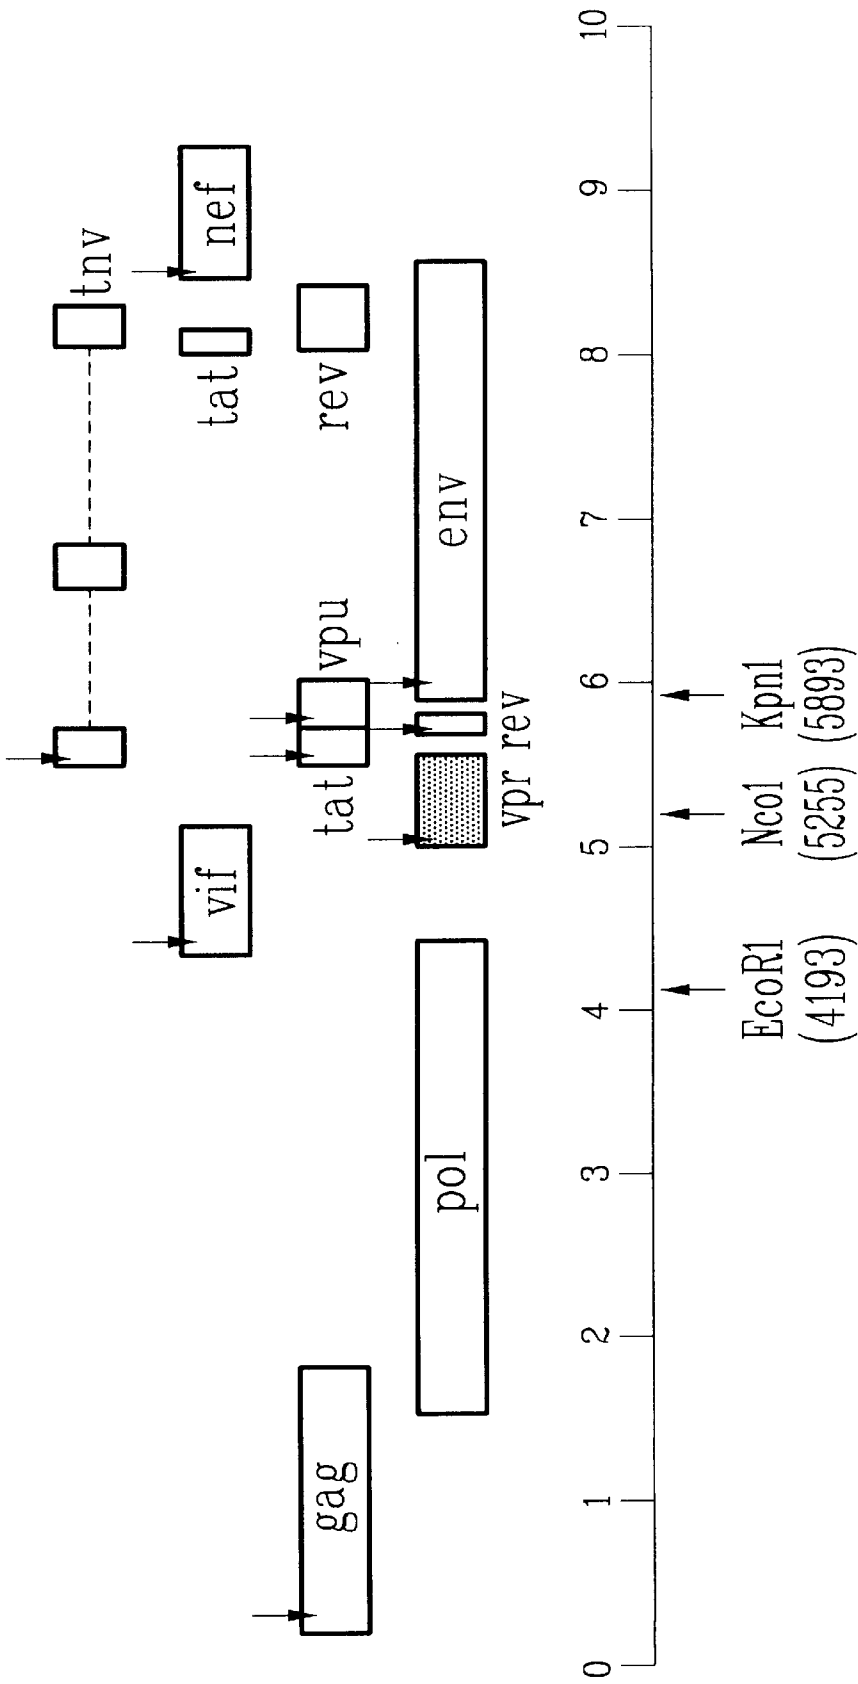 tnv
vif
nef
tat
gag
tat
vpu
rev
pol
env
vpr
rev
0
1
2
3
4
5
6
7
8
9
10
EcoR1
(4193)
Nco1
(5255)
Kpn1
(5893)